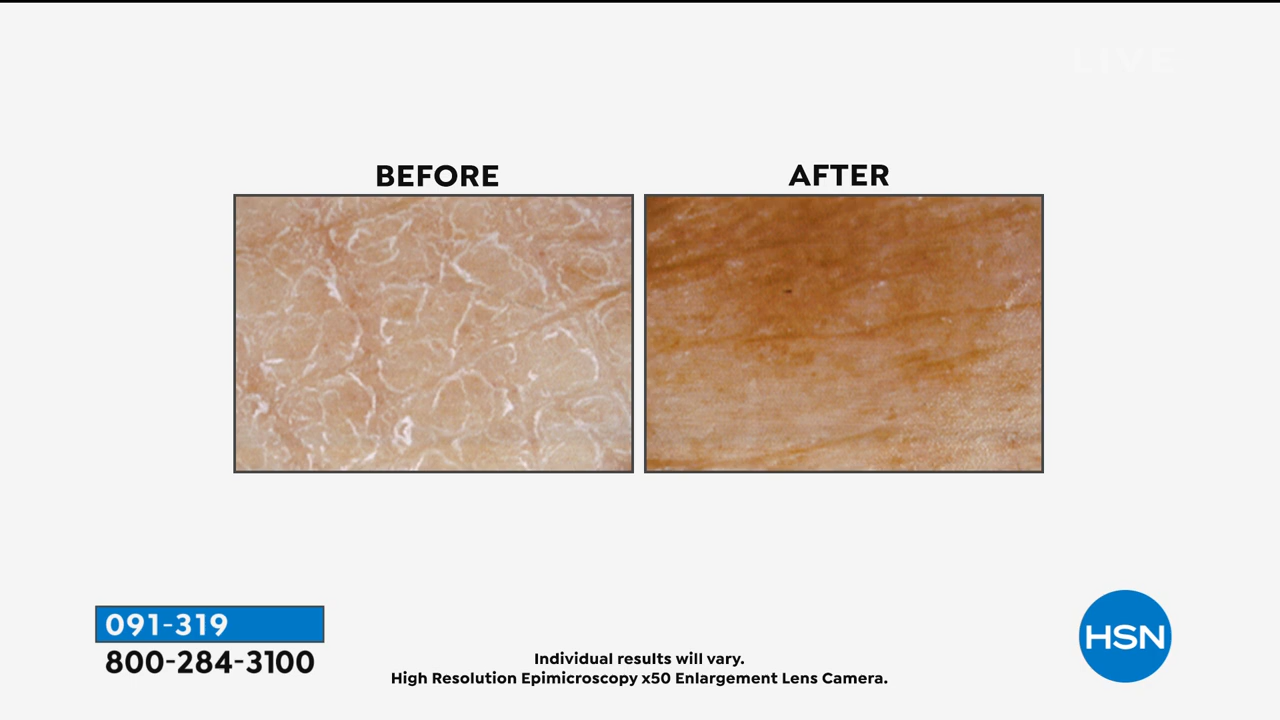 LIVE
BEFORE
AFTER
091-319
800-284-3100
Individual results will vary.
High Resolution Epimicroscopy x50 Enlargement Lens Camera.
HSN